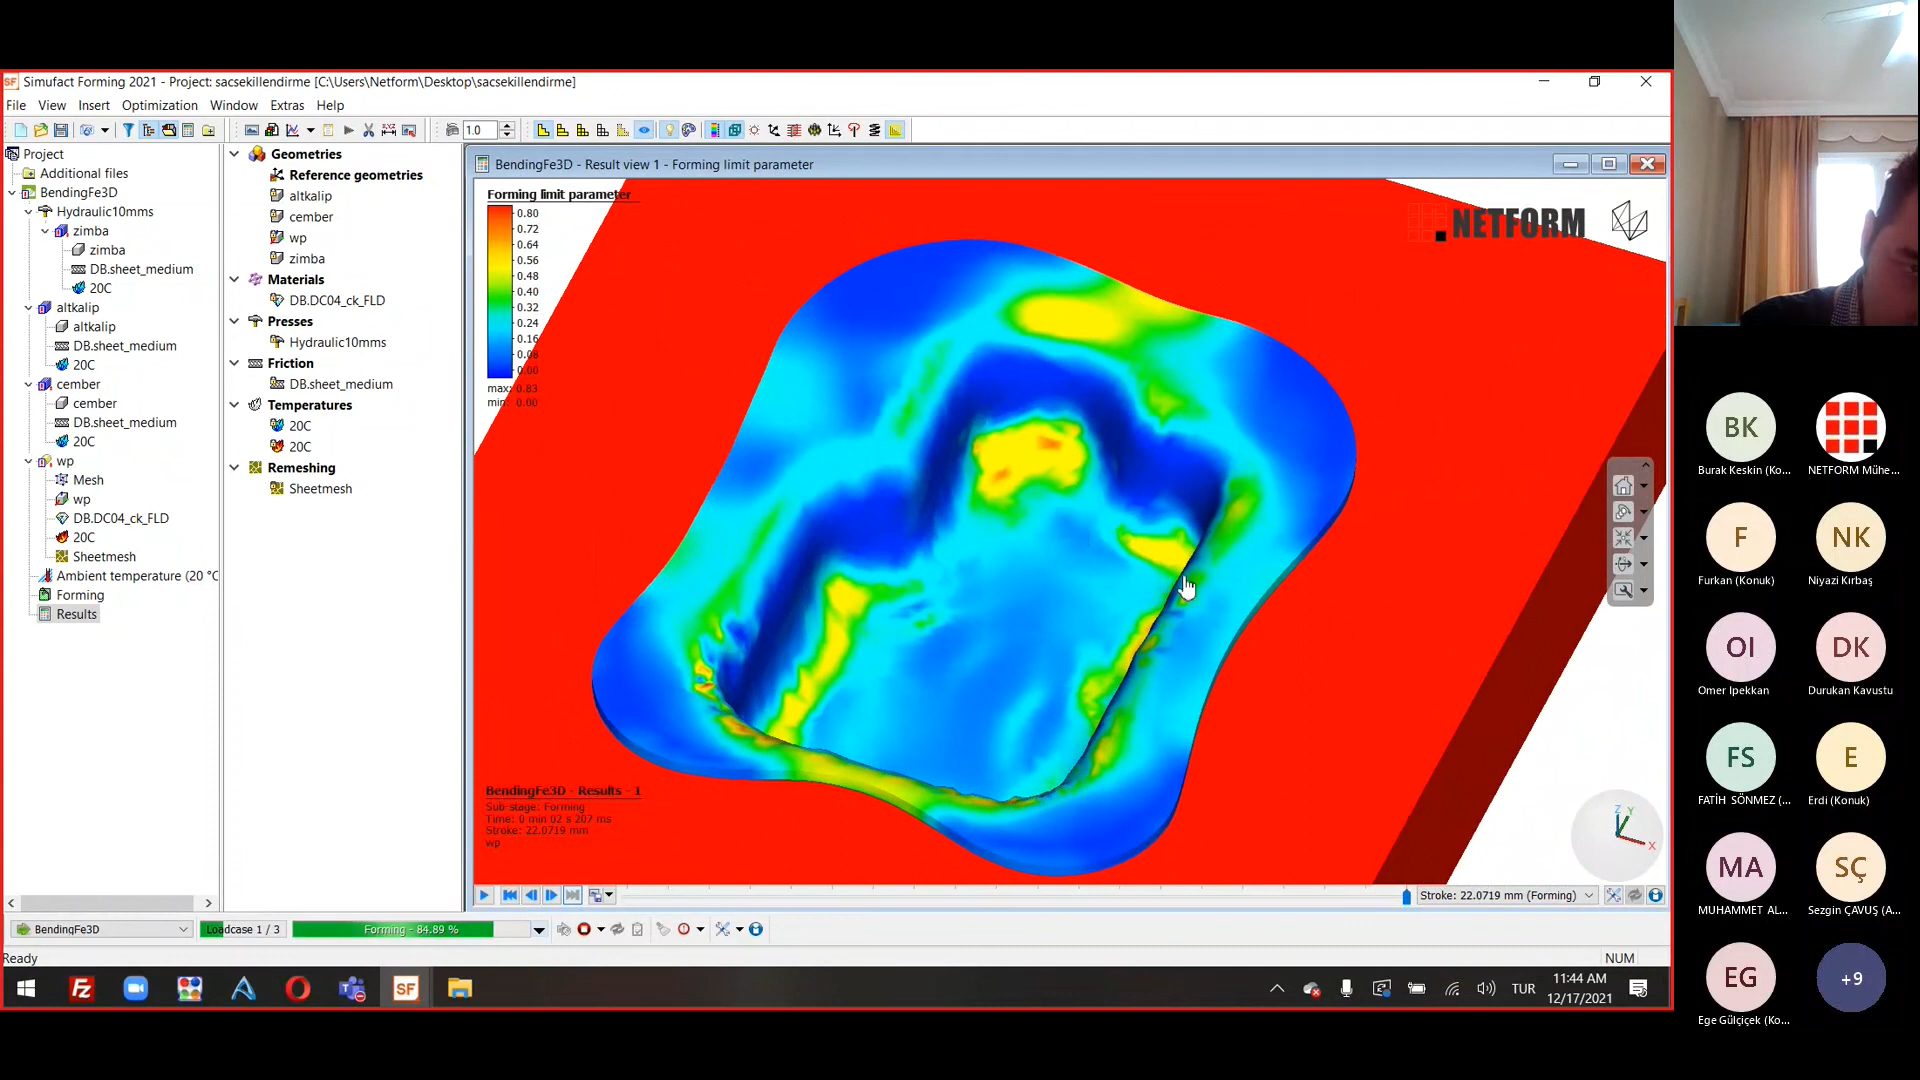 Simufact Forming 2021 - Project: sacsekillendirme [C:\Users\Netform\Desktop\sacsekillendirme]
File View Insert Optimization Window Extras Help
1.0
Project
Additional files
BendingFe3D
Hydraulic10mms
zimba
zimba
DB.sheet_medium
20C
altkalip
altkalip
DB.sheet_medium
20C
cember
cember
DB.sheet_medium
20C
wp
Mesh
wp
DB.DC04_ck_FLD
20C
Sheetmesh
Ambient temperature (20 °C
Forming
Results
Geometries
Reference geometries
altkalip
cember
wp
zimba
Materials
DB.DC04_ck_FLD
Presses
Hydraulic10mms
Friction
DB.sheet_medium
Temperatures
20C
20C
Remeshing
Sheetmesh
BendingFe3D - Result view 1 - Forming limit parameter
Forming limit parameter
0.80
0.72
0.64
0.56
0.48
0.40
0.32
0.24
0.16
0.08
0.00
max: 0.83
min: 0.00
NETFORM
BendingFe3D - Results - 1
Sub-stage: Forming
Time: 0 min 02 s 207 ms
Stroke: 22.0719 mm
wp
Z
Y
X
Stroke: 22.0719 mm (Forming)
BendingFe3D
Loadcase 1 / 3
Forming - 84.89 %
Ready
NUM
SF
TUR
11:44 AM
12/17/2021
BK
Burak Keskin (Ko...
NETFORM Mühe...
F
Furkan (Konuk)
NK
Niyazi Kırbaş
OI
Omer Ipekkan
DK
Durukan Kavustu
FS
FATİH SÖNMEZ (...
E
Erdi (Konuk)
MA
MUHAMMET AL...
SÇ
Sezgin ÇAVUŞ (A...
EG
Ege Gülçiçek (Ko...
+9